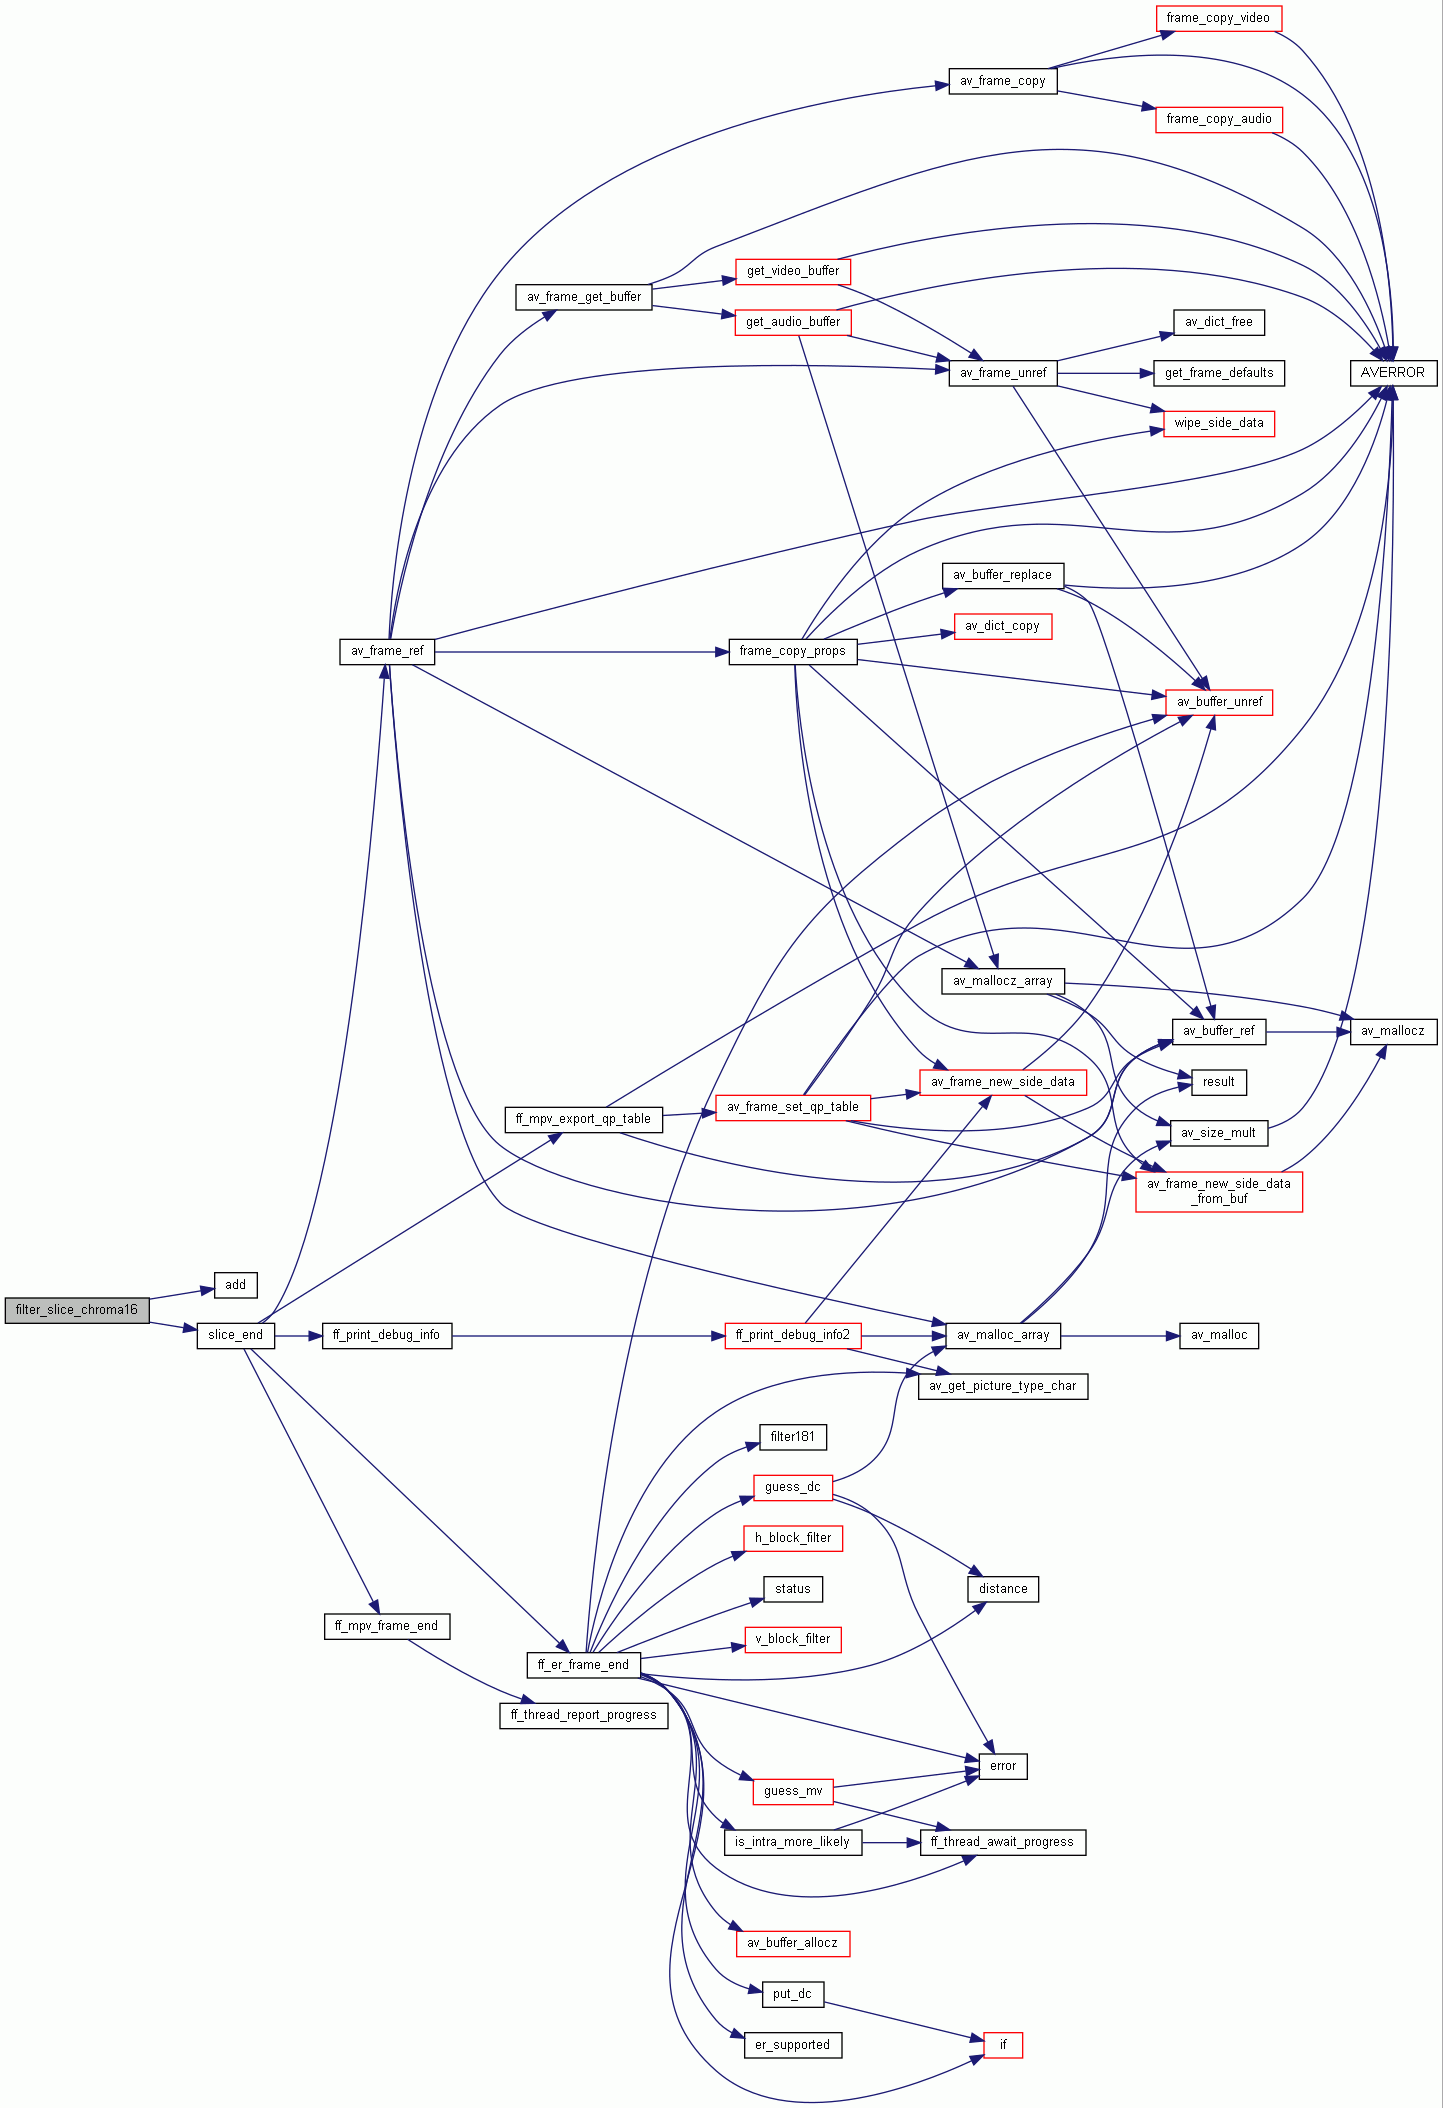 frame_copy_video
av_frame_copy
frame_copy_audio
get_video_buffer
av_frame_get_buffer
get_audio_buffer
av_dict_free
av_frame_unref
get_frame_defaults
AVERROR
wipe_side_data
av_buffer_replace
av_dict_copy
av_frame_ref
frame_copy_props
av_buffer_unref
av_mallocz_array
av_buffer_ref
av_mallocz
av_frame_new_side_data
result
av_frame_set_qp_table
ff_mpv_export_qp_table
av_size_mult
av_frame_new_side_data
_from_buf
add
filter_slice_chroma16
slice_end
ff_print_debug_info
ff_print_debug_info2
av_malloc_array
av_malloc
av_get_picture_type_char
filter181
guess_dc
h_block_filter
status
distance
ff_mpv_frame_end
v_block_filter
ff_er_frame_end
ff_thread_report_progress
error
guess_mv
is_intra_more_likely
ff_thread_await_progress
av_buffer_allocz
put_dc
er_supported
if